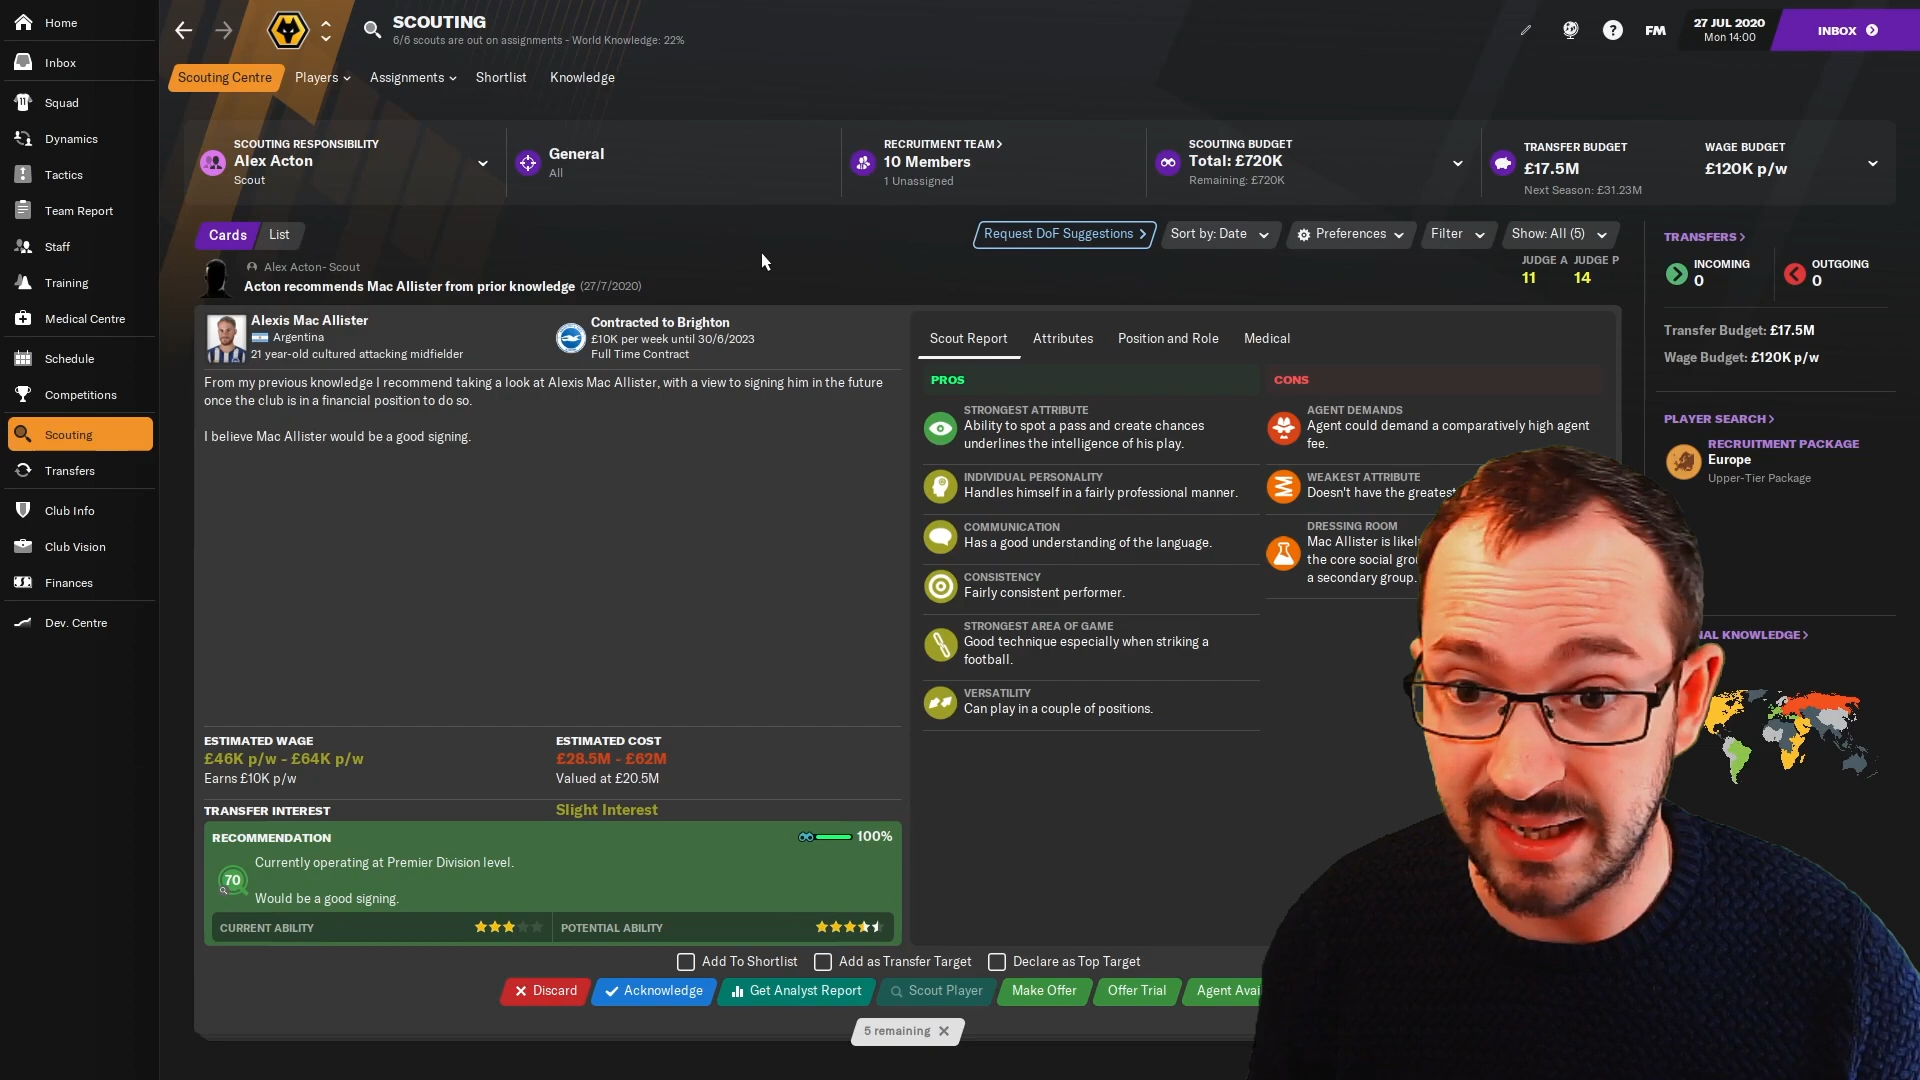 Home
Inbox
Squad
Dynamics
Tactics
Team Report
Staff
Training
Medical Centre
Schedule
Competitions
Scouting
Transfers
Club Info
Club Vision
Finances
Dev. Centre
SCOUTING
6/6 scouts are out on assignments - World Knowledge: 22%
FM
27 JUL 2020
Mon 14:00
INBOX
Scouting Centre
Players
Assignments
Shortlist
Knowledge
SCOUTING RESPONSIBILITY
Alex Acton
Scout
General
All
RECRUITMENT TEAM
10 Members
1 Unassigned
SCOUTING BUDGET
Total: £720K
Remaining: £720K
TRANSFER BUDGET
£17.5M
Next Season: £31.23M
WAGE BUDGET
£120K p/w
Cards
List
Request DoF Suggestions
Sort by: Date
Preferences
Filter
Show: All (5)
Alex Acton- Scout
Acton recommends Mac Allister from prior knowledge (27/7/2020)
JUDGE A
11
JUDGE P
14
Alexis Mac Allister
Argentina
21 year-old cultured attacking midfielder
Contracted to Brighton
£10K per week until 30/6/2023
Full Time Contract
From my previous knowledge I recommend taking a look at Alexis Mac Allister, with a view to signing him in the future
once the club is in a financial position to do so.
I believe Mac Allister would be a good signing.
ESTIMATED WAGE
£46K p/w - £64K p/w
Earns £10K p/w
ESTIMATED COST
£28.5M - £62M
Valued at £20.5M
TRANSFER INTEREST
Slight Interest
RECOMMENDATION
100%
70
Currently operating at Premier Division level.
Would be a good signing.
CURRENT ABILITY
POTENTIAL ABILITY
Scout Report
Attributes
Position and Role
Medical
PROS
STRONGEST ATTRIBUTE
Ability to spot a pass and create chances
underlines the intelligence of his play.
INDIVIDUAL PERSONALITY
Handles himself in a fairly professional manner.
COMMUNICATION
Has a good understanding of the language.
CONSISTENCY
Fairly consistent performer.
STRONGEST AREA OF GAME
Good technique especially when striking a
football.
VERSATILITY
Can play in a couple of positions.
CONS
AGENT DEMANDS
Agent could demand a comparatively high agent
fee.
WEAKEST ATTRIBUTE
Doesn't have the greatest
DRESSING ROOM
Mac Allister is
the core social
a secondary group.
Add To Shortlist
Add as Transfer Target
Declare as Top Target
Discard
Acknowledge
Get Analyst Report
Scout Player
Make Offer
Offer Trial
Agent
5 remaining
TRANSFERS
INCOMING
0
OUTGOING
0
Transfer Budget: £17.5M
Wage Budget: £120K p/w
PLAYER SEARCH
RECRUITMENT PACKAGE
Europe
Upper-Tier Package
KNOWLEDGE